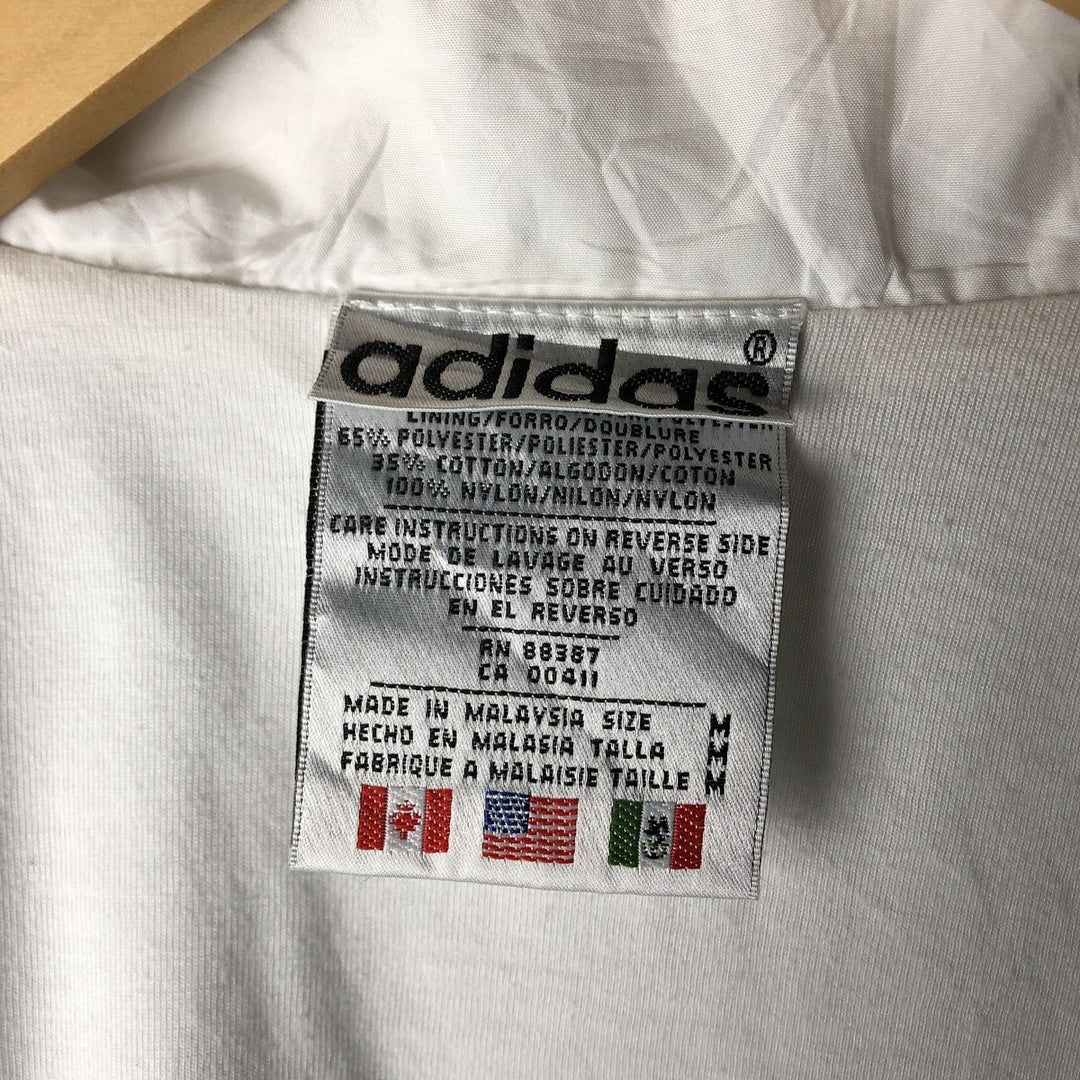 adidas®
LINING/FORRO/DOUBLURE
65% POLYESTER/POLIESTER/POLYESTER
35% COTTON/ALGODON/COTON
100% NYLON/NILON/NYLON
CARE INSTRUCTIONS ON REVERSE SIDE
MODE DE LAVAGE AU VERSO
INSTRUCCIONES SOBRE CUIDADO
EN EL REVERSO
RN 88387
CA 00411
MADE IN MALAYSIA SIZE M
HECHO EN MALASIA TALLA M
FABRIQUE A MALAISIE TAILLE M